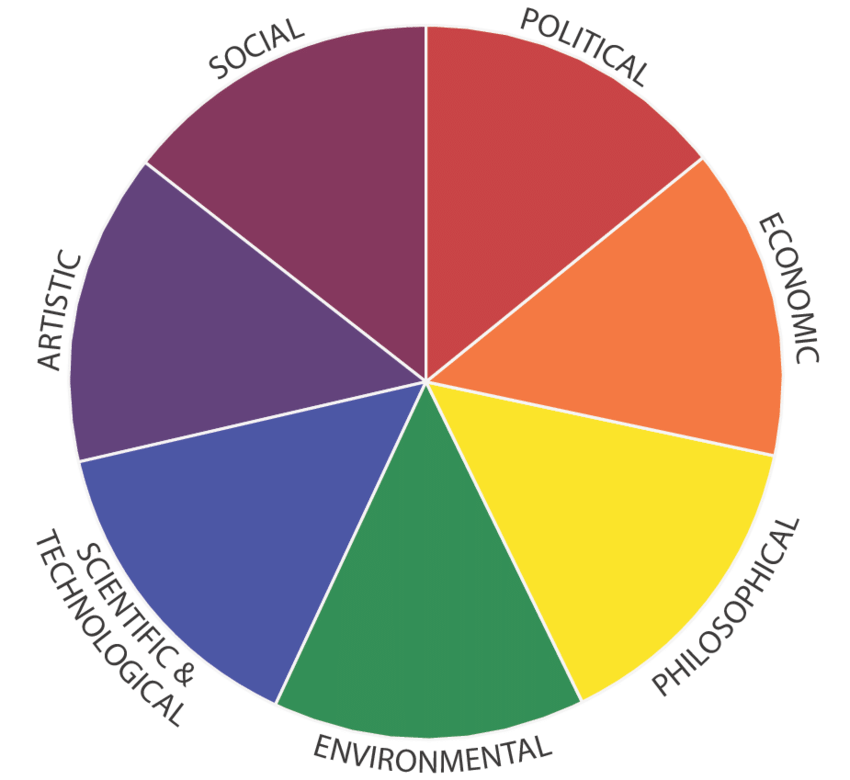 POLITICAL
ECONOMIC
PHILOSOPHICAL
ENVIRONMENTAL
SCIENTIFIC &
TECHNOLOGICAL
ARTISTIC
SOCIAL